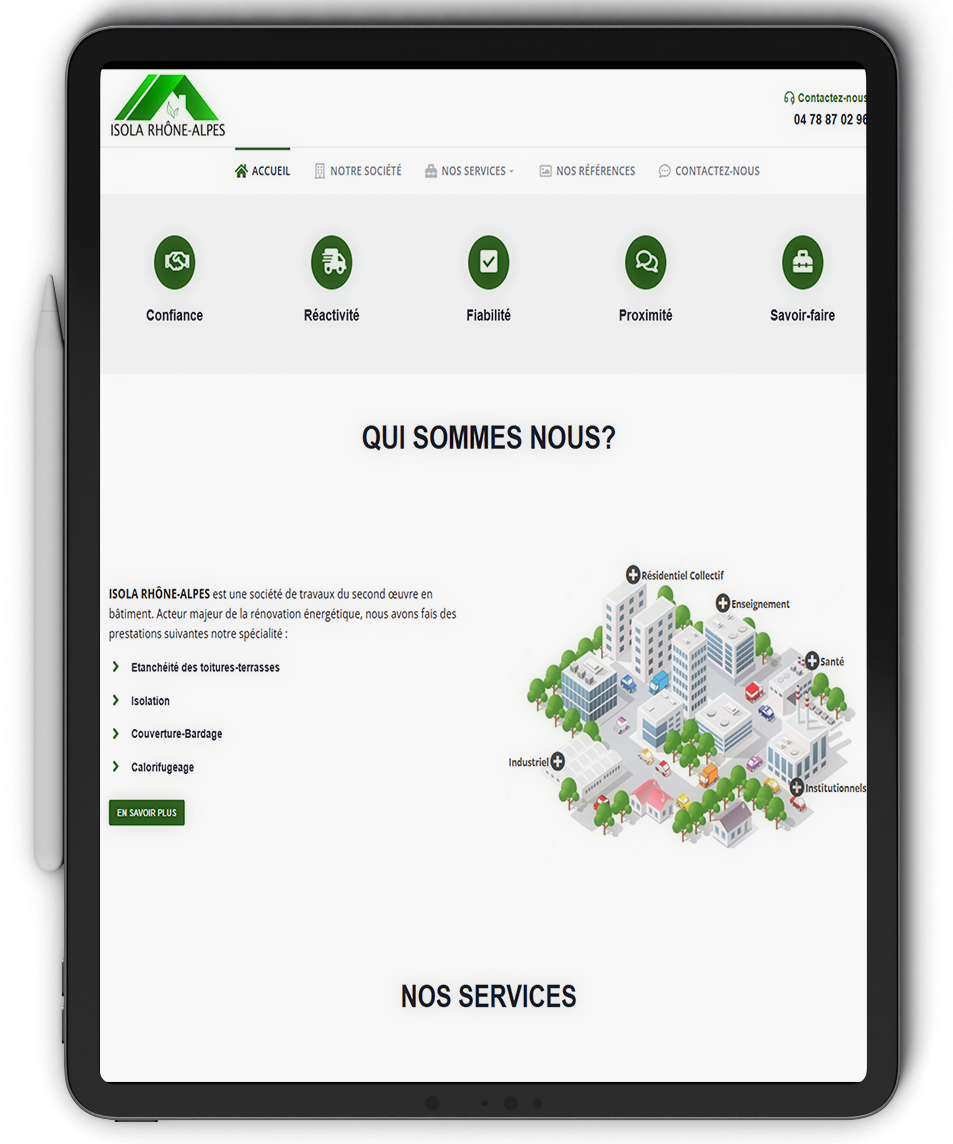 ISOLA RHÔNE-ALPES
Contactez-nous
04 78 87 02 96
ACCUEIL NOTRE SOCIÉTÉ NOS SERVICES NOS RÉFÉRENCES CONTACTEZ-NOUS
Confiance Réactivité Fiabilité Proximité Savoir-faire
QUI SOMMES NOUS?
ISOLA RHÔNE-ALPES est une société de travaux du second œuvre en
bâtiment. Acteur majeur de la rénovation énergétique, nous avons fais des
prestations suivantes notre spécialité :
Etanchéité des toitures-terrasses
Isolation
Couverture-Bardage
Calorifugeage
EN SAVOIR PLUS
Résidentiel Collectif
Enseignement
Santé
Industriel
Institutionnels
NOS SERVICES